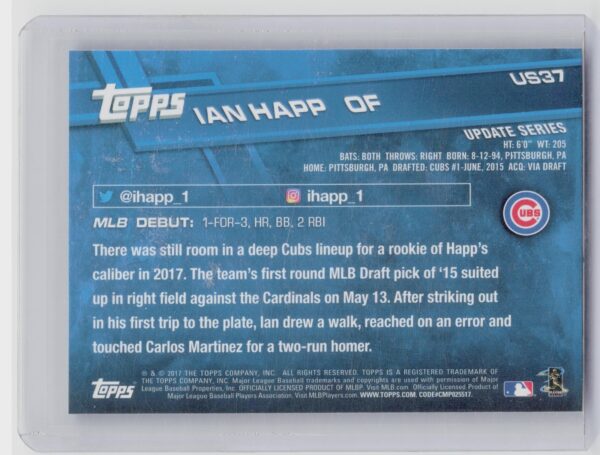 US37
topps IAN HAPP OF
UPDATE SERIES
HT: 6'0" WT: 205
BATS: BOTH THROWS: RIGHT BORN: 8-12-94, PITTSBURGH, PA
HOME: PITTSBURGH, PA DRAFTED: CUBS #1-JUNE, 2015 ACQ: VIA DRAFT
@ihapp_1 ihapp_1
CUBS
MLB DEBUT: 1-FOR-3, HR, BB, 2 RBI
There was still room in a deep Cubs lineup for a rookie of Happ's
caliber in 2017. The team's first round MLB Draft pick of '15 suited
up in right field against the Cardinals on May 13. After striking out
in his first trip to the plate, Ian drew a walk, reached on an error and
touched Carlos Martinez for a two-run homer.
® & © 2017 THE TOPPS COMPANY, INC. ALL RIGHTS RESERVED. TOPPS IS A REGISTERED TRADEMARK OF
THE TOPPS COMPANY, INC. Major League Baseball trademarks and copyrights are used with permission of Major
League Baseball Properties, Inc. OFFICIALLY LICENSED PRODUCT OF MLBP. Visit MLB.com. Officially Licensed Product of
Major League Baseball Players Association. Visit MLBPlayers.com. WWW.TOPPS.COM. CODE#CMP025517.
topps